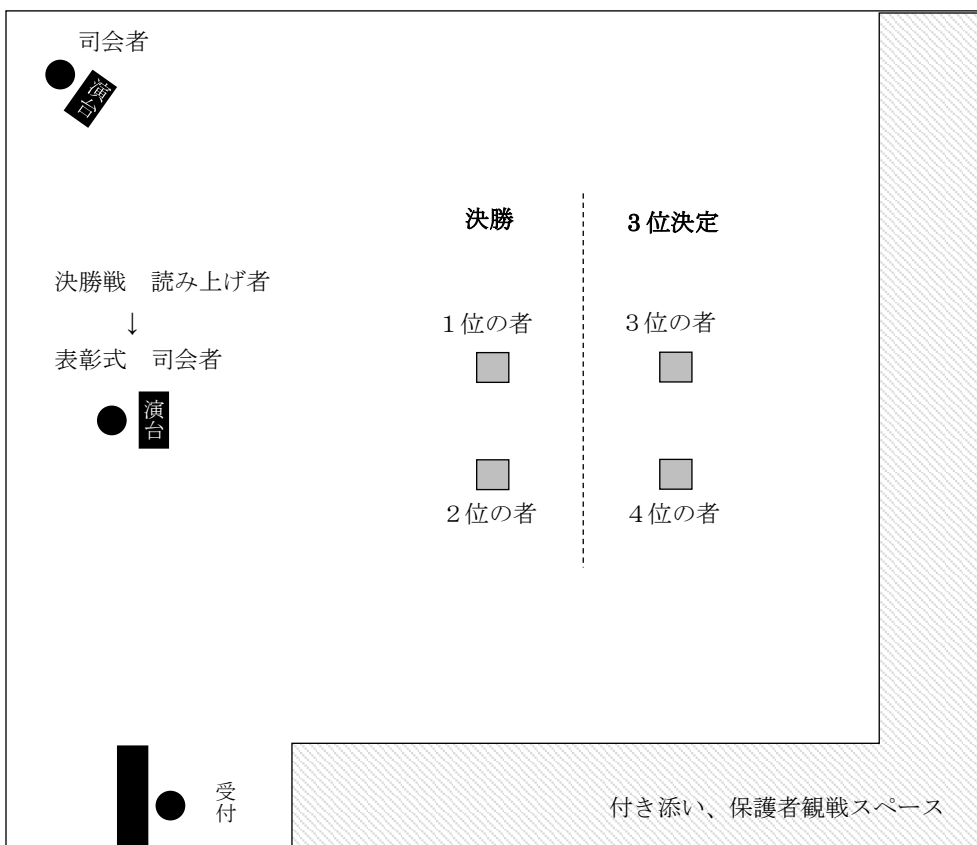 司会者
演台
決勝
３位決定
決勝戦　読み上げ者
↓
表彰式　司会者
演台
１位の者
３位の者
２位の者
４位の者
受付
付き添い、保護者観戦スペース